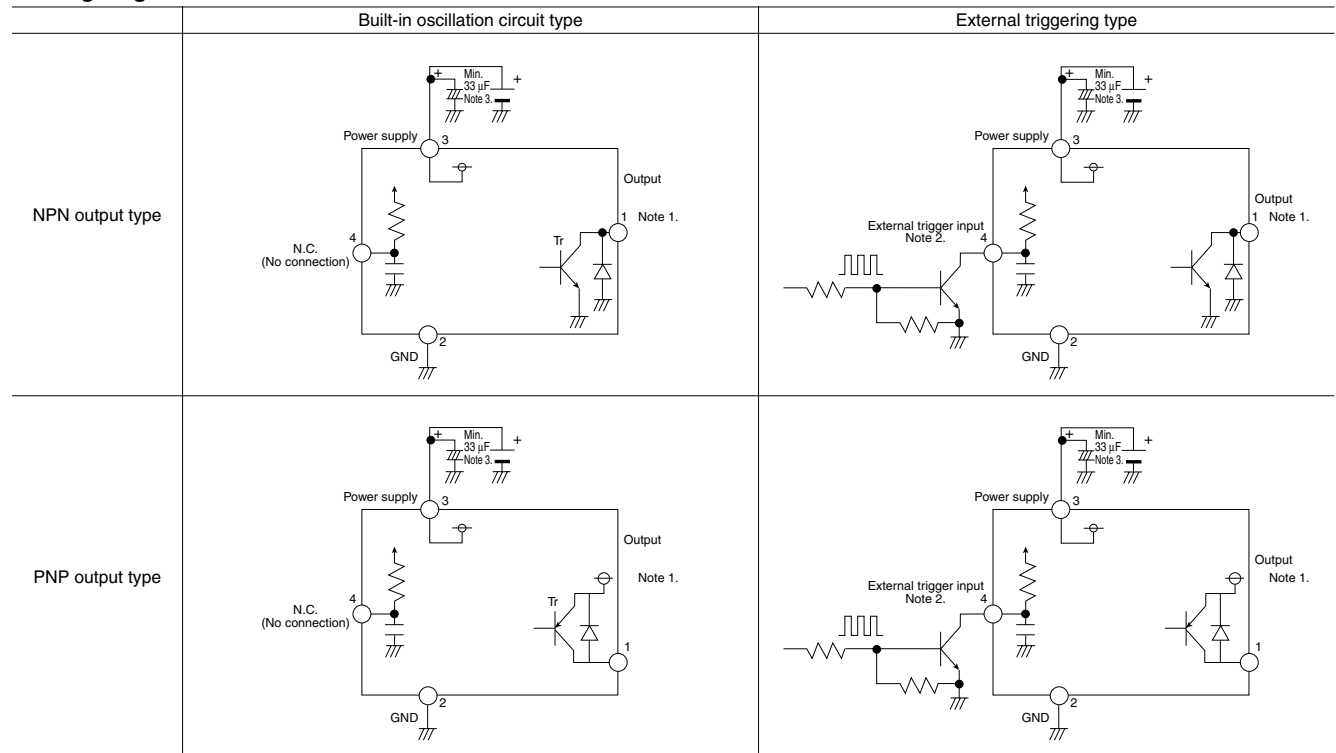 Built-in oscillation circuit type
External triggering type
NPN output type
+
Min.
33 µF
Note 3.
+
Power supply
3
Output
1 Note 1.
Tr
4
N.C.
(No connection)
2
GND
+
Min.
33 µF
Note 3.
+
Power supply
3
Output
1 Note 1.
External trigger input
Note 2.
4
2
GND
PNP output type
+
Min.
33 µF
Note 3.
+
Power supply
3
Output
Note 1.
Tr
4
N.C.
(No connection)
1
2
GND
+
Min.
33 µF
Note 3.
+
Power supply
3
Output
Note 1.
External trigger input
Note 2.
4
1
2
GND